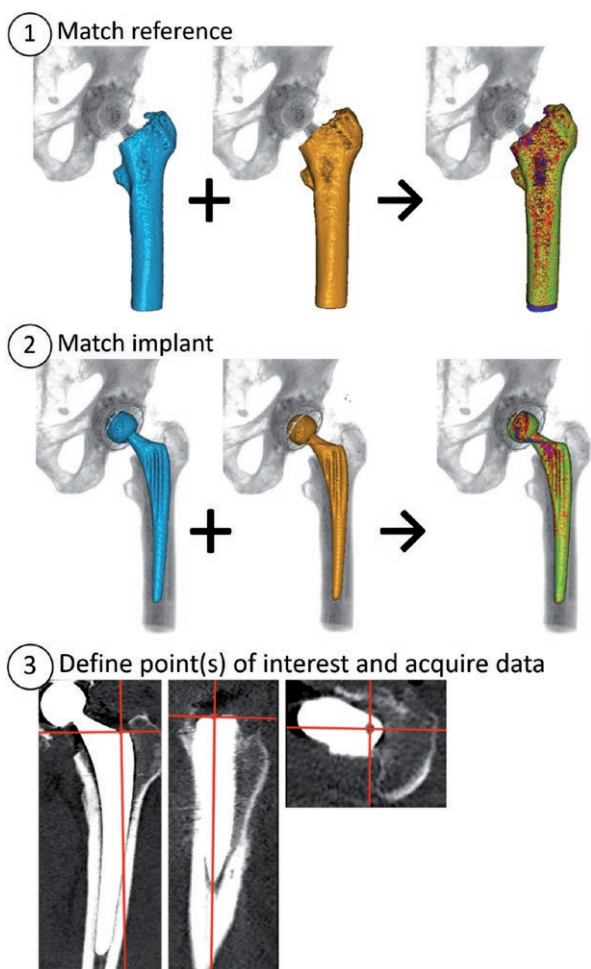 1 Match reference
2 Match implant
3 Define point(s) of interest and acquire data